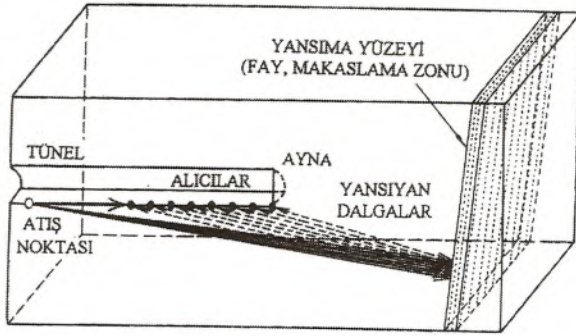 YANSIMA YÜZEYİ
(FAY, MAKASLAMA ZONU)
TÜNEL
AYNA
ALICILAR
YANSIYAN
DALGALAR
ATIŞ
NOKTASI